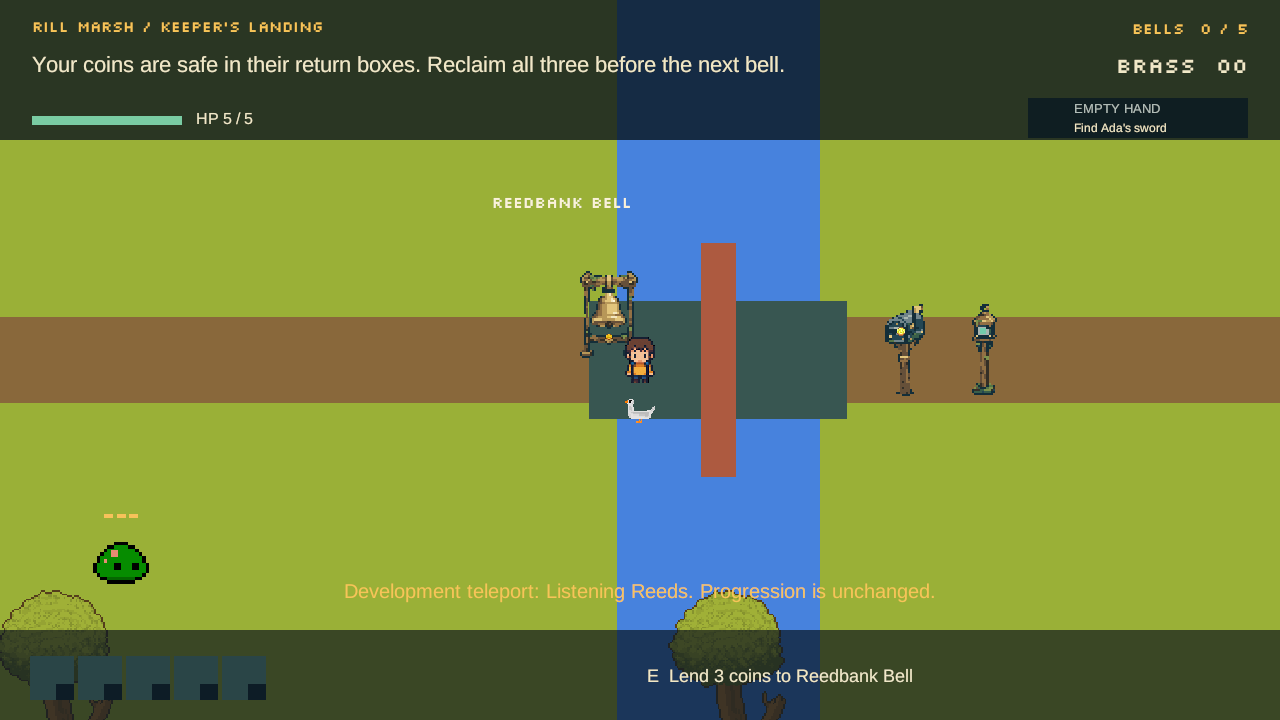 RILL MARSH / KEEPER'S LANDING
BELLS 0 / 5
Your coins are safe in their return boxes. Reclaim all three before the next bell.
BRASS 00
HP 5 / 5
EMPTY HAND
Find Ada's sword
REEDBANK BELL
Development teleport: Listening Reeds. Progression is unchanged.
E Lend 3 coins to Reedbank Bell